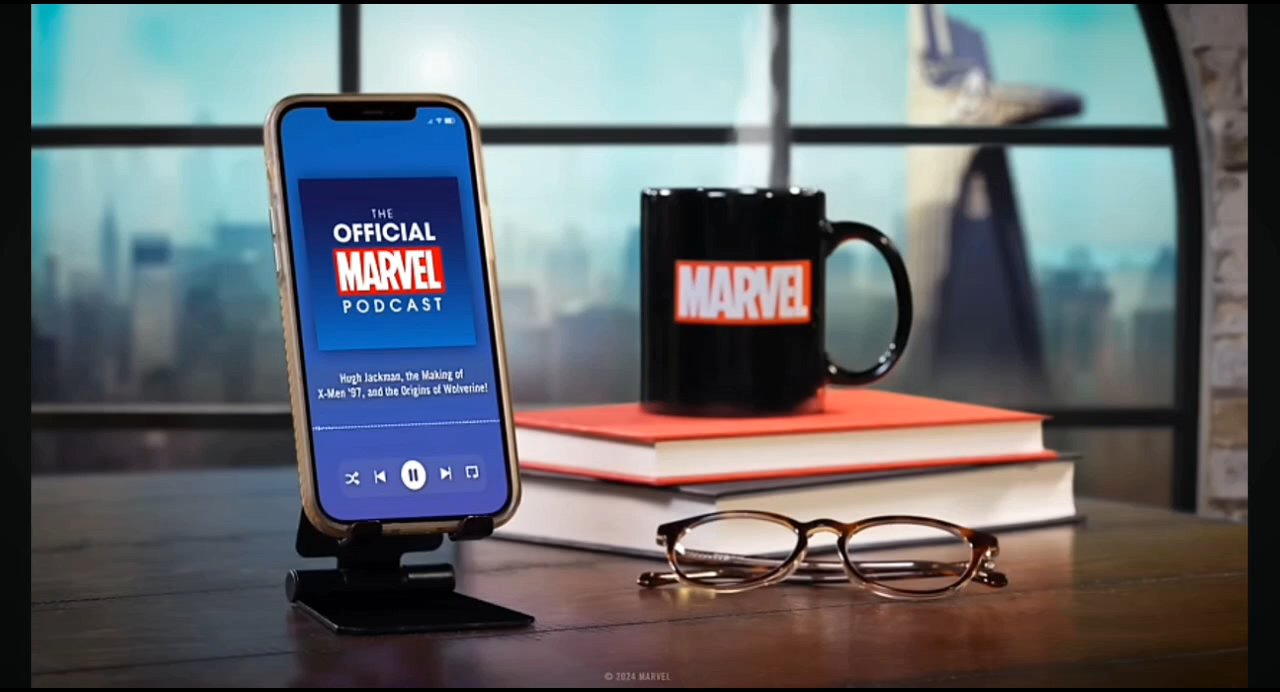 THE
OFFICIAL
MARVEL
PODCAST
Hugh Jackman, the Making of
X-Men '97, and the Origins of Wolverine!
MARVEL
© 2024 MARVEL